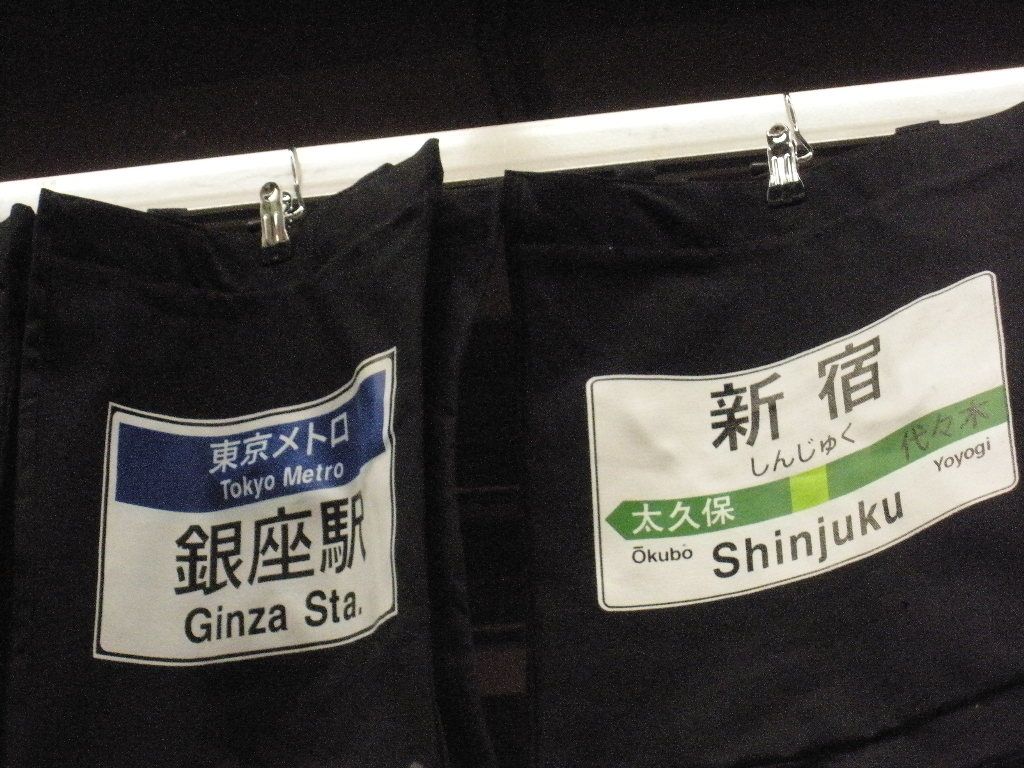 東京メトロ
Tokyo Metro
銀座駅
Ginza Sta.
新宿
しんじゅく
太久保 代々木
Ōkubo Yoyogi
Shinjuku